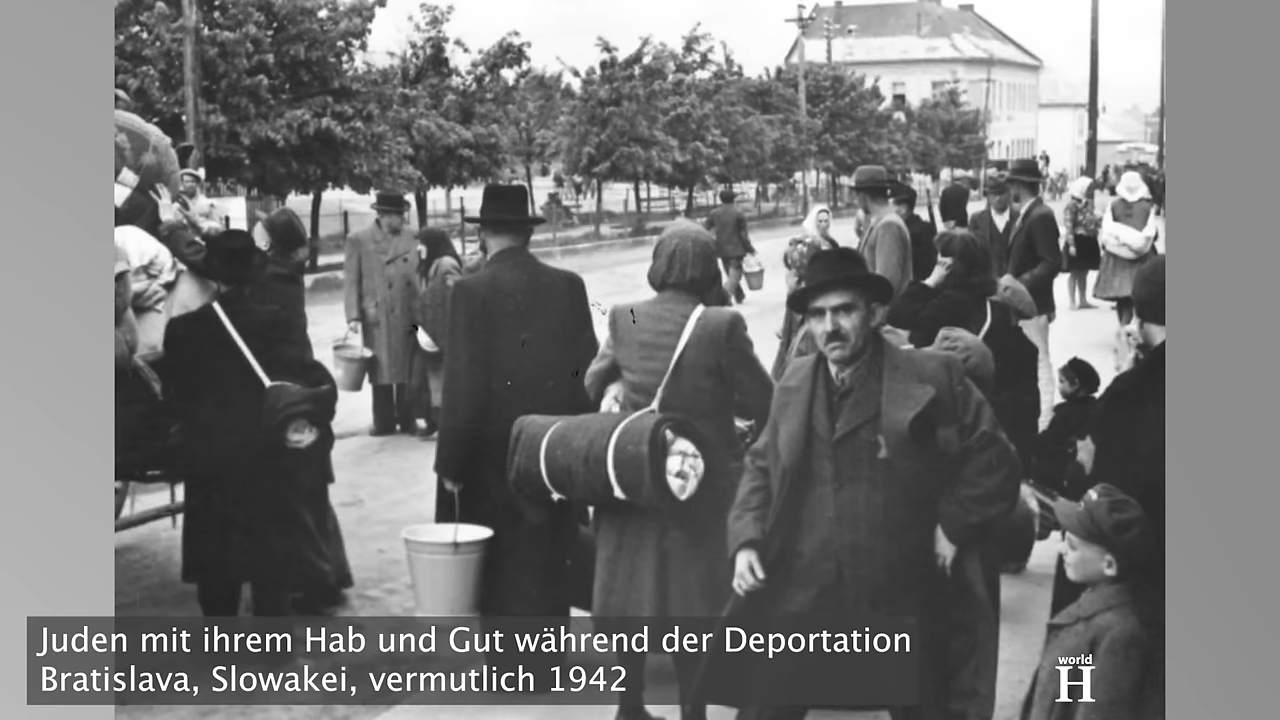 Juden mit ihrem Hab und Gut während der Deportation
Bratislava, Slowakei, vermutlich 1942
world
H